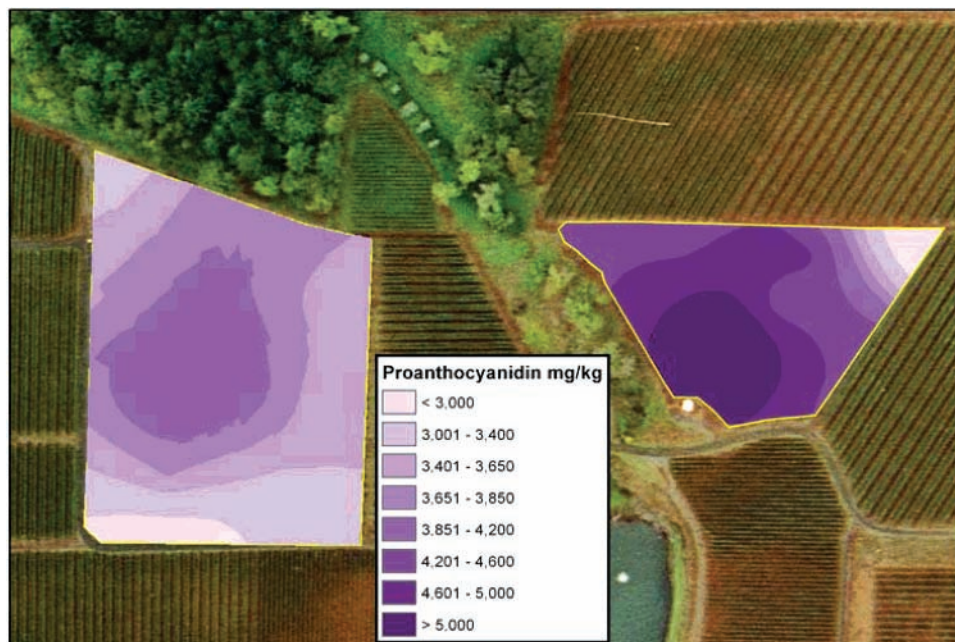 Proanthocyanidin mg/kg
< 3,000
3,001 - 3,400
3,401 - 3,650
3,651 - 3,850
3,851 - 4,200
4,201 - 4,600
4,601 - 5,000
> 5,000